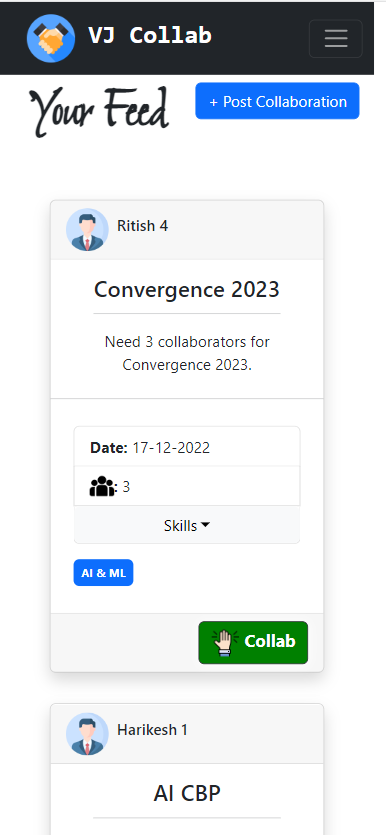 VJ Collab
Your Feed
+ Post Collaboration
Ritish 4
Convergence 2023
Need 3 collaborators for
Convergence 2023.
Date: 17-12-2022
: 3
Skills
AI & ML
Collab
Harikesh 1
AI CBP